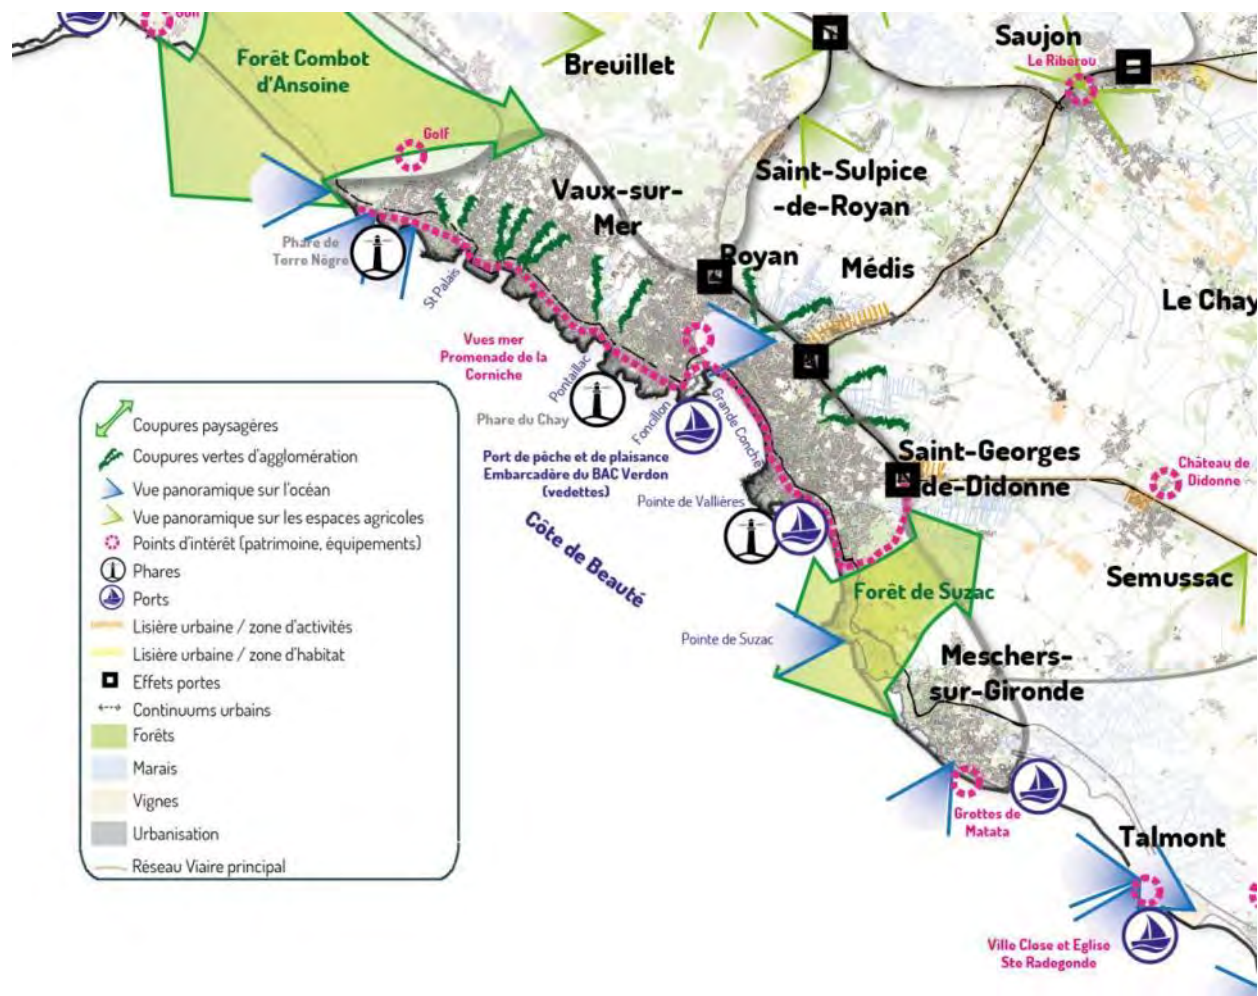 Golf
Forêt Combot
d'Ansoine
Breuillet
Saujon
Le Ribérou
Golf
Vaux-sur-
Mer
Saint-Sulpice
-de-Royan
Phare de
Terre Nègre
Royan
Médis
Le Chay
St Palais
Vues mer
Promenade de la
Corniche
Pontaillac
Phare du Chay
Foncillon
Grande Conche
Port de pêche et de plaisance
Embarcadère du BAC Verdon
(vedettes)
Saint-Georges
-de-Didonne
Château de
Didonne
Pointe de Vallières
Côte de Beauté
Forêt de Suzac
Semussac
Pointe de Suzac
Meschers-
sur-Gironde
Grottes de
Matata
Talmont
Ville Close et Eglise
Ste Radegonde
Coupures paysagères
Coupures vertes d'agglomération
Vue panoramique sur l'océan
Vue panoramique sur les espaces agricoles
Points d'intérêt (patrimoine, équipements)
Phares
Ports
Lisière urbaine / zone d'activités
Lisière urbaine / zone d'habitat
Effets portes
Continuums urbains
Forêts
Marais
Vignes
Urbanisation
Réseau Viaire principal